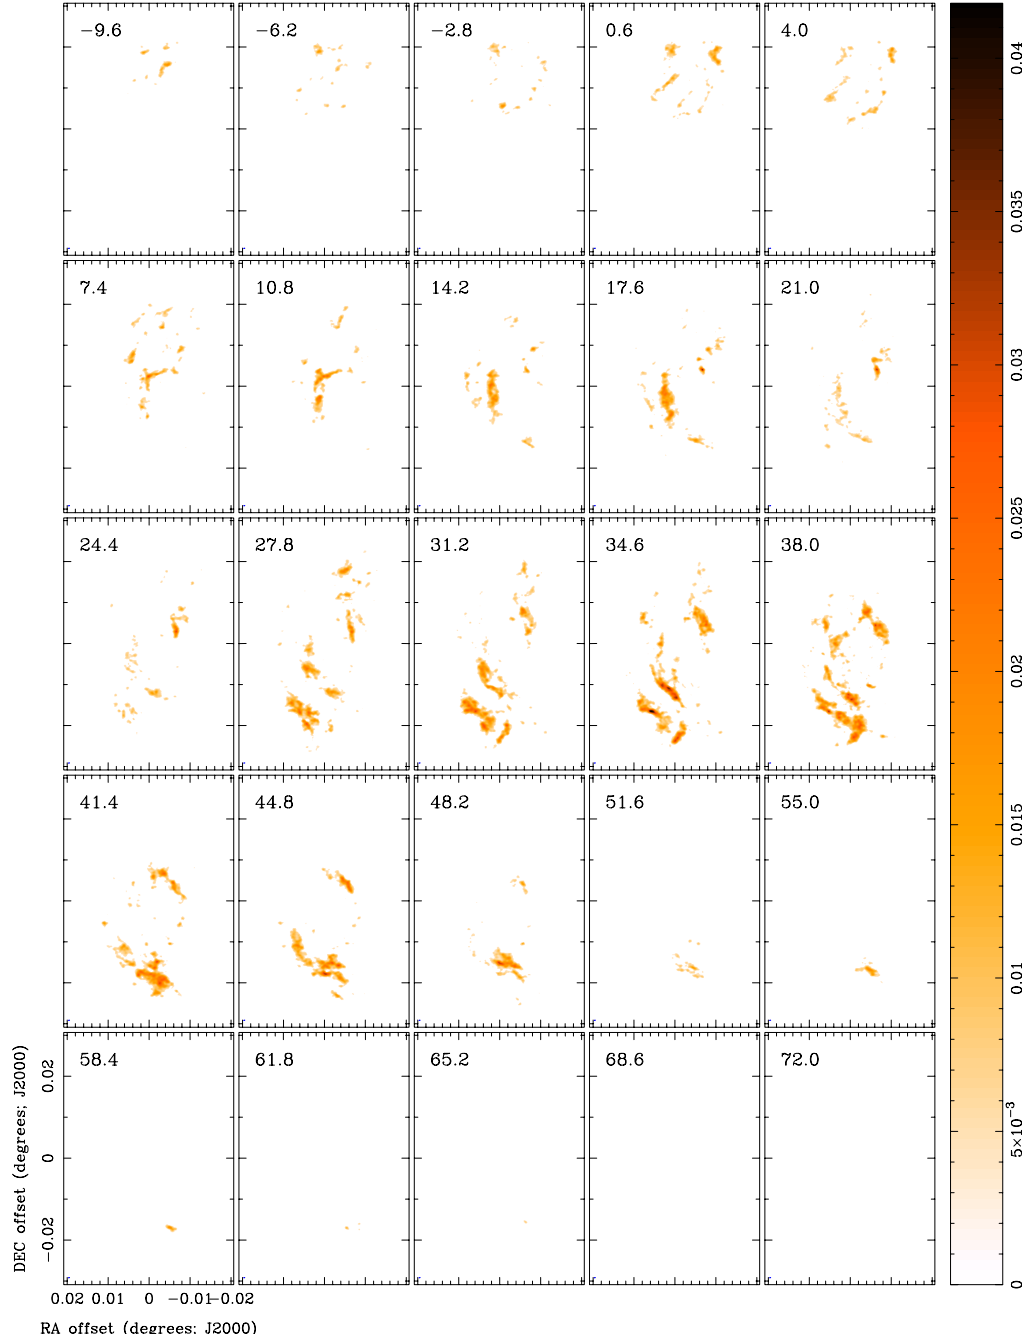 −9.6 −6.2 −2.8 0.6 4.0
7.4 10.8 14.2 17.6 21.0
24.4 27.8 31.2 34.6 38.0
41.4 44.8 48.2 51.6 55.0
58.4 61.8 65.2 68.6 72.0
0.04
0.035
0.03
0.025
0.02
0.015
0.01
5×10⁻³
0
DEC offset (degrees; J2000)
0.02
0
−0.02
0.02 0.01 0 −0.01−0.02
RA offset (degrees; J2000)